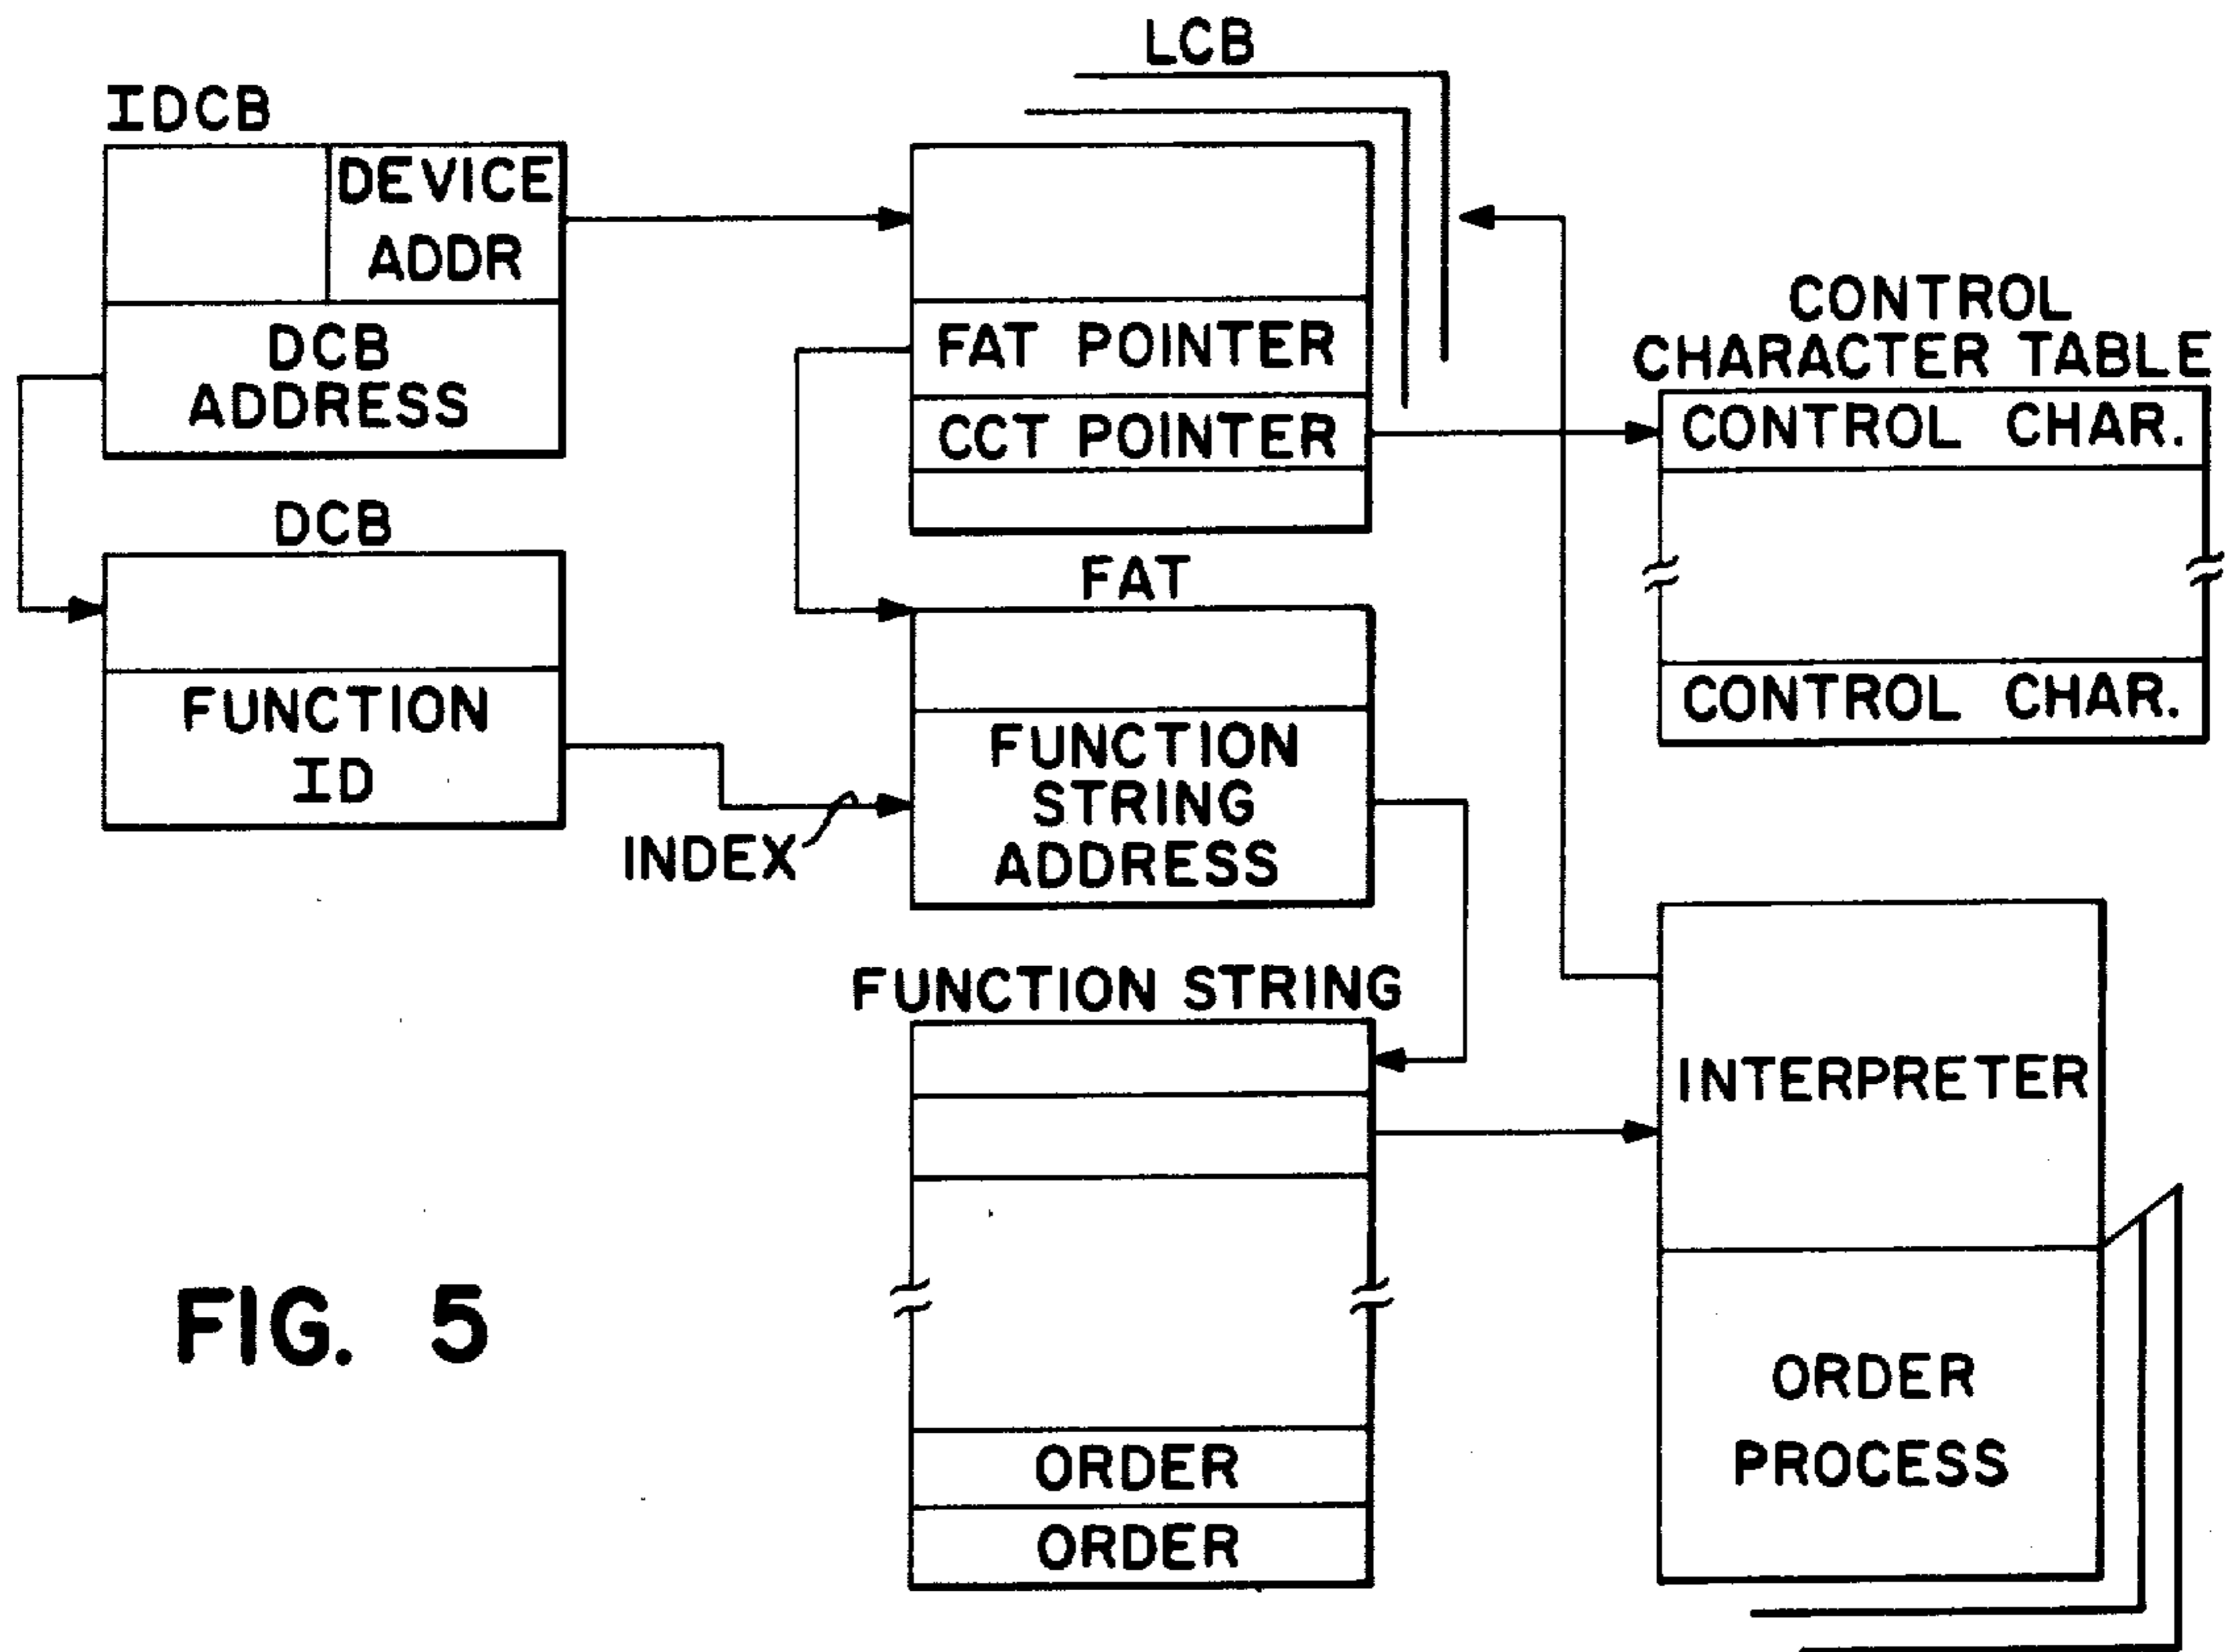 LCB
IDCB
DEVICE
ADDR
DCB
ADDRESS
FAT POINTER
CCT POINTER
CONTROL
CHARACTER TABLE
CONTROL CHAR.
CONTROL CHAR.
DCB
FUNCTION
ID
INDEX
FAT
FUNCTION
STRING
ADDRESS
FUNCTION STRING
ORDER
ORDER
INTERPRETER
ORDER
PROCESS
FIG. 5